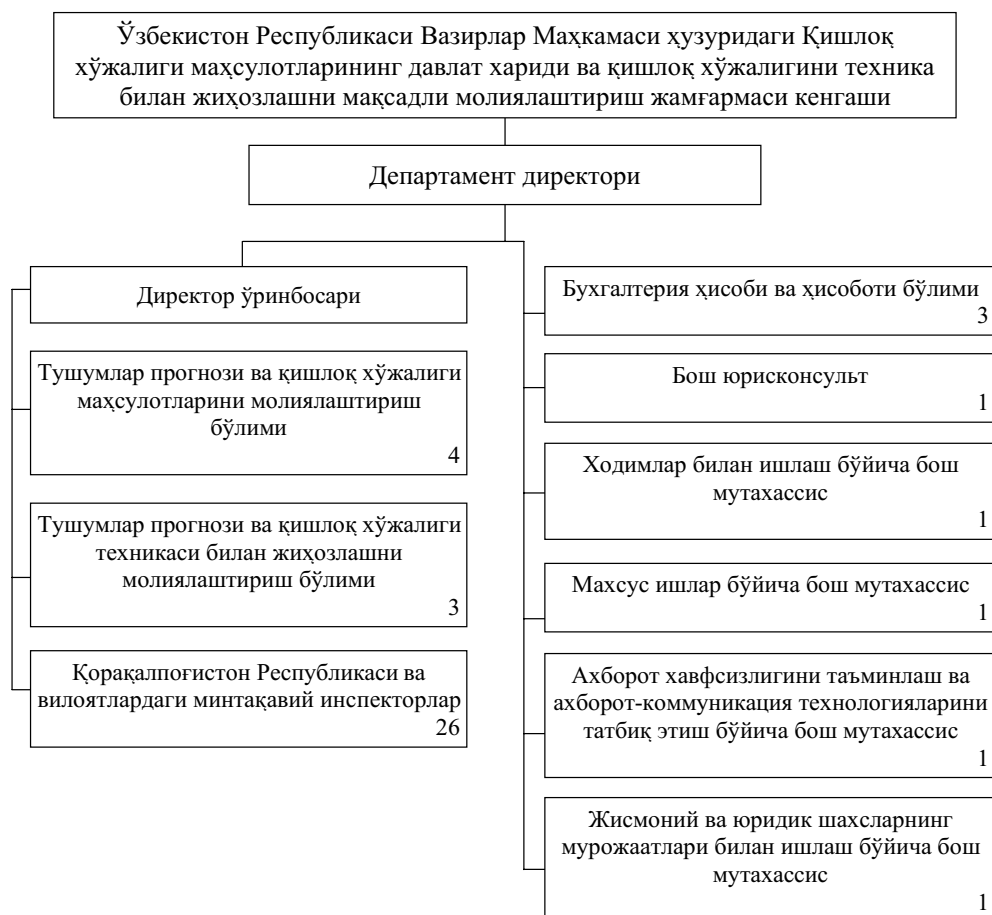 Ўзбекистон Республикаси Вазирлар Маҳкамаси ҳузуридаги Қишлоқ
хўжалиги маҳсулотларининг давлат хариди ва қишлоқ хўжалигини техника
билан жиҳозлашни мақсадли молиялаштириш жамғармаси кенгаши
Департамент директори
Директор ўринбосари
Тушумлар прогнози ва қишлоқ хўжалиги
маҳсулотларини молиялаштириш
бўлими
4
Тушумлар прогнози ва қишлоқ хўжалиги
техникаси билан жиҳозлашни
молиялаштириш бўлими
3
Қорақалпоғистон Республикаси ва
вилоятлардаги минтақавий инспекторлар
26
Бухгалтерия ҳисоби ва ҳисоботи бўлими
3
Бош юрисконсульт
1
Ходимлар билан ишлаш бўйича бош
мутахассис
1
Махсус ишлар бўйича бош мутахассис
1
Ахборот хавфсизлигини таъминлаш ва
ахборот-коммуникация технологияларини
татбиқ этиш бўйича бош мутахассис
1
Жисмоний ва юридик шахсларнинг
мурожаатлари билан ишлаш бўйича бош
мутахассис
1